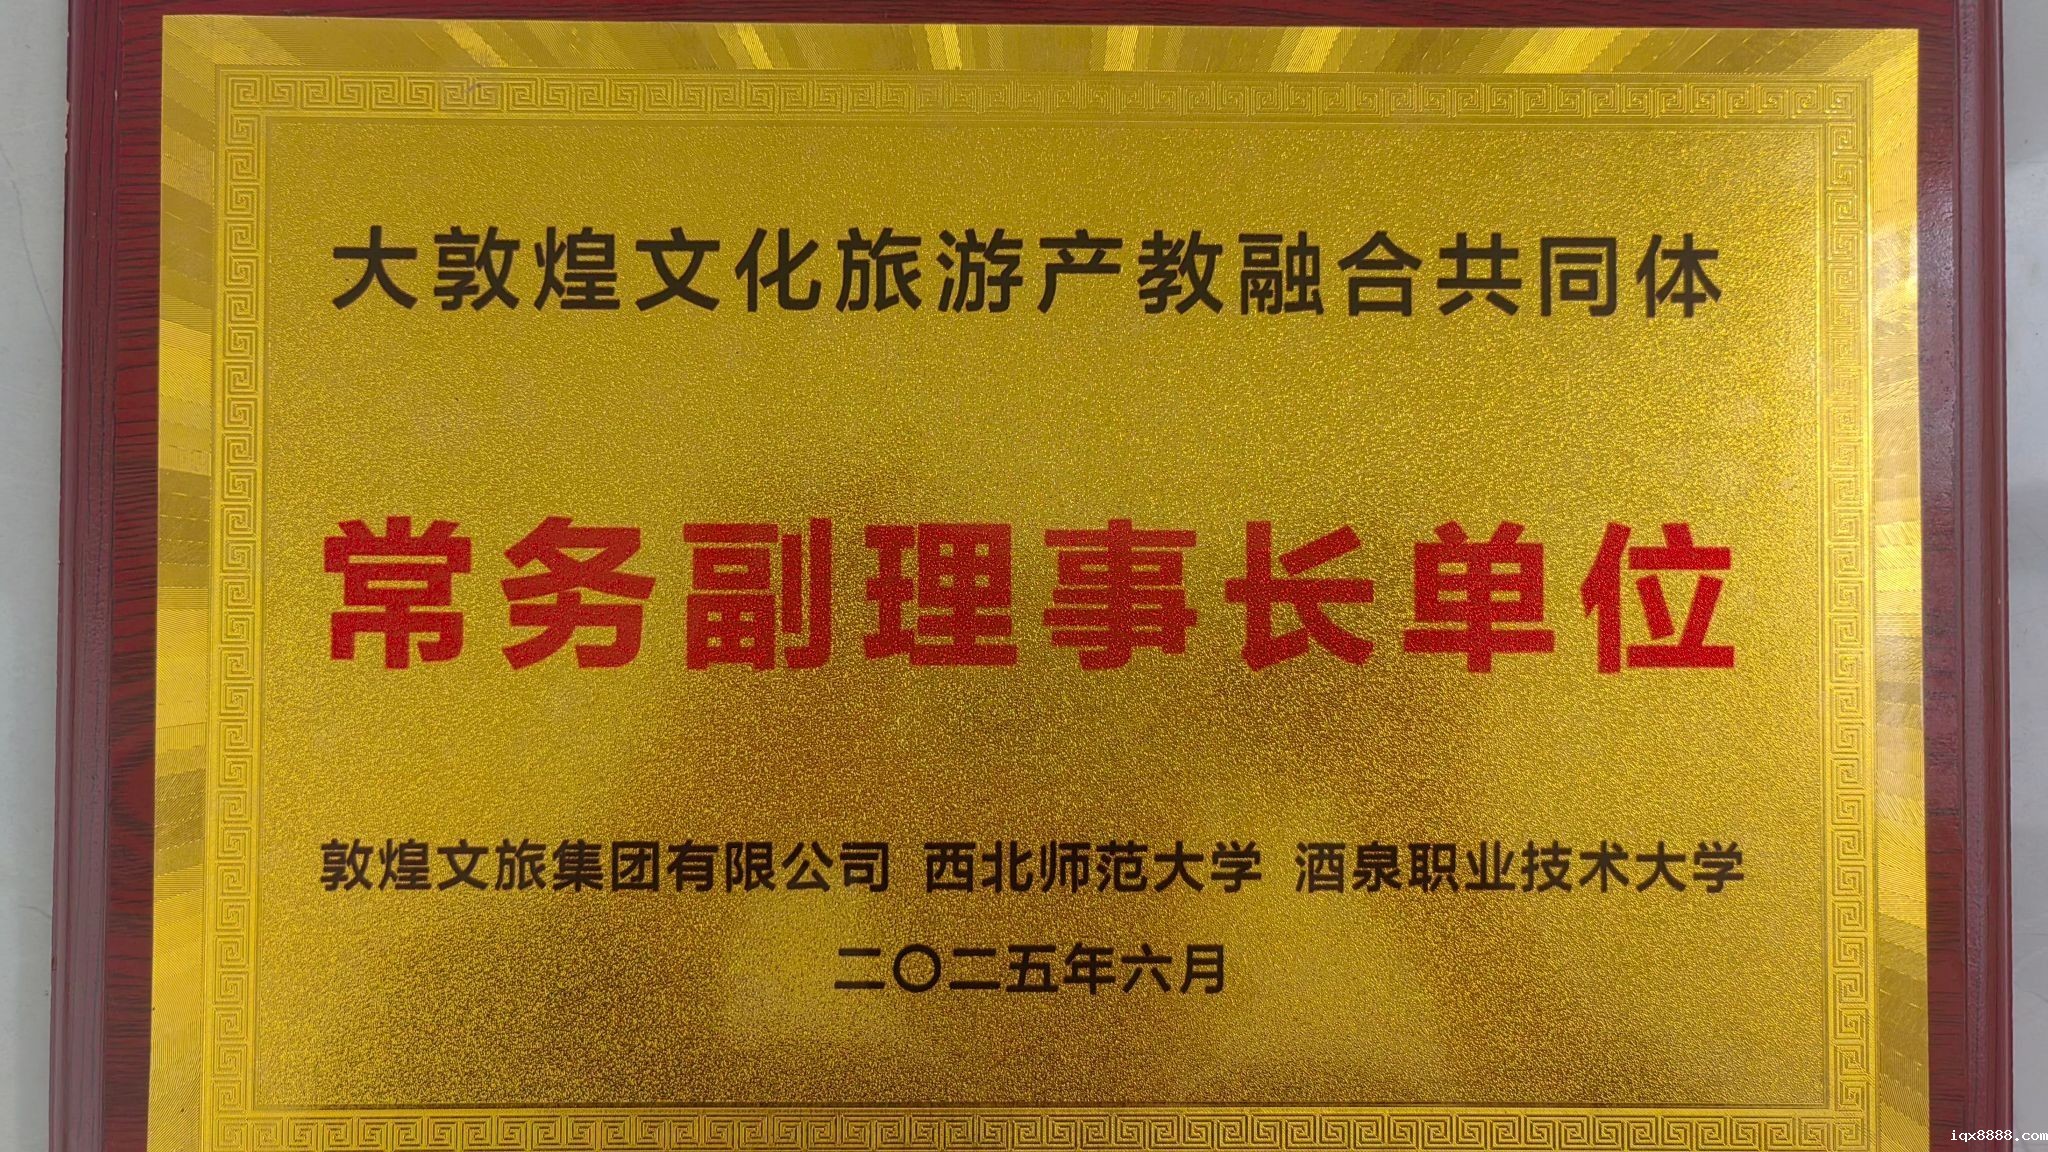 大敦煌文化旅游产教融合共同体
常务副理事长单位
敦煌文旅集团有限公司 西北师范大学 酒泉职业技术大学
二〇二五年六月
iqx8888.com